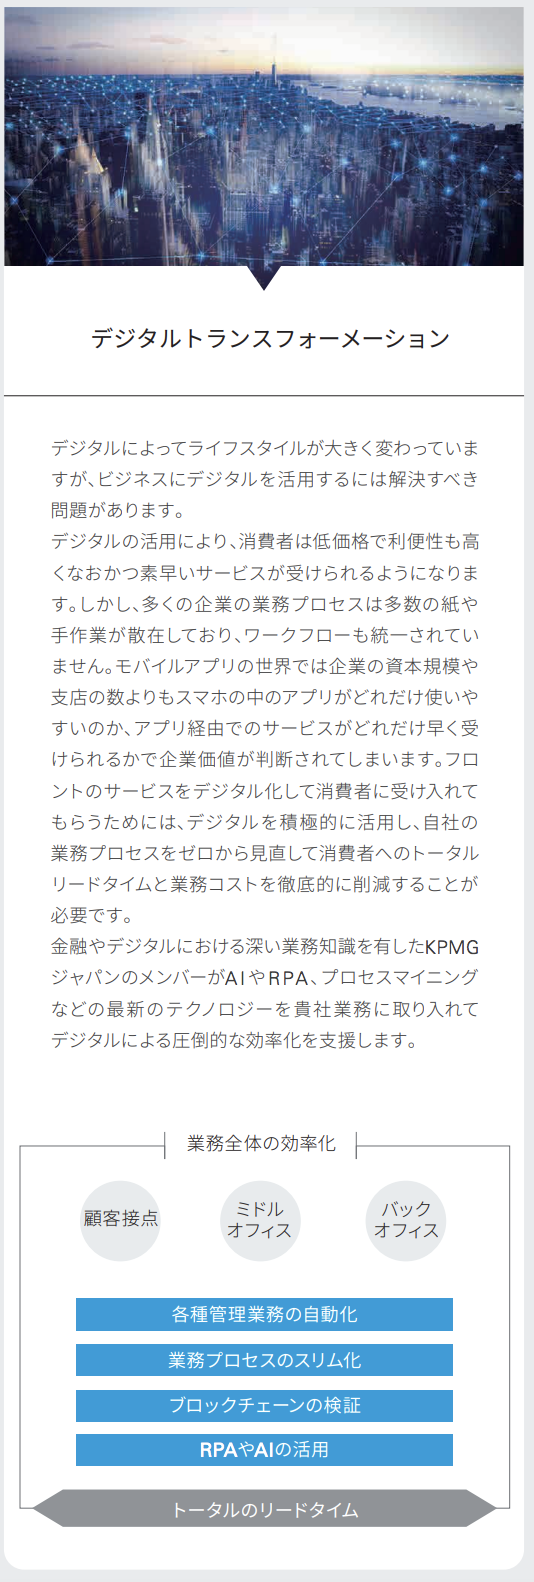 デジタルトランスフォーメーション
デジタルによってライフスタイルが大きく変わっていま
すが、ビジネスにデジタルを活用するには解決すべき
問題があります。
デジタルの活用により、消費者は低価格で利便性も高
くなおかつ素早いサービスが受けられるようになりま
す。しかし、多くの企業の業務プロセスは多数の紙や
手作業が散在しており、ワークフローも統一されてい
ません。モバイルアプリの世界では企業の資本規模や
支店の数よりもスマホの中のアプリがどれだけ使いや
すいのか、アプリ経由でのサービスがどれだけ早く受
けられるかで企業価値が判断されてしまいます。フロ
ントのサービスをデジタル化して消費者に受け入れて
もらうためには、デジタルを積極的に活用し、自社の
業務プロセスをゼロから見直して消費者へのトータル
リードタイムと業務コストを徹底的に削減することが
必要です。
金融やデジタルにおける深い業務知識を有したKPMG
ジャパンのメンバーがAIやRPA、プロセスマイニング
などの最新のテクノロジーを貴社業務に取り入れて
デジタルによる圧倒的な効率化を支援します。
業務全体の効率化
顧客接点
ミドル
オフィス
バック
オフィス
各種管理業務の自動化
業務プロセスのスリム化
ブロックチェーンの検証
RPAやAIの活用
トータルのリードタイム